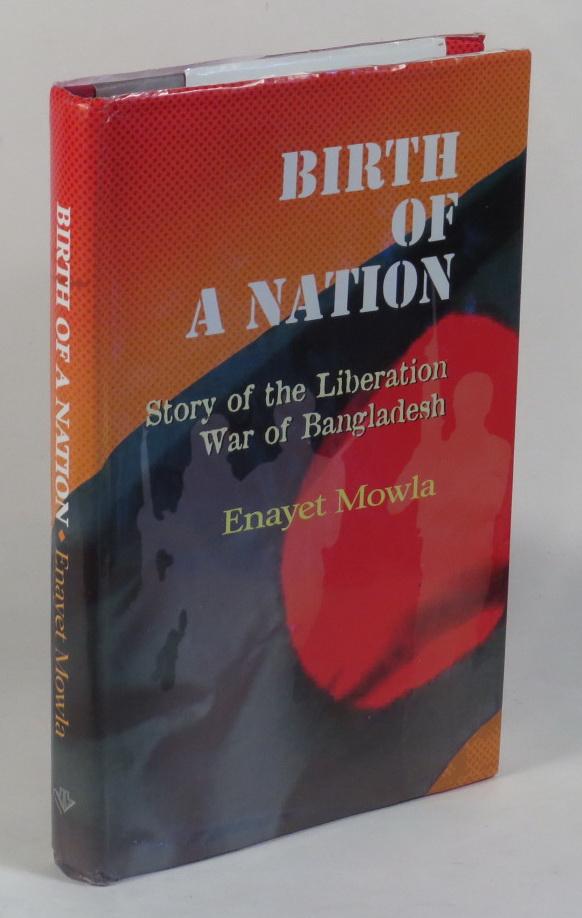 BIRTH
OF
A NATION
Story of the Liberation
War of Bangladesh
Enayet Mowla
BIRTH OF A NATION • Enayet Mowla